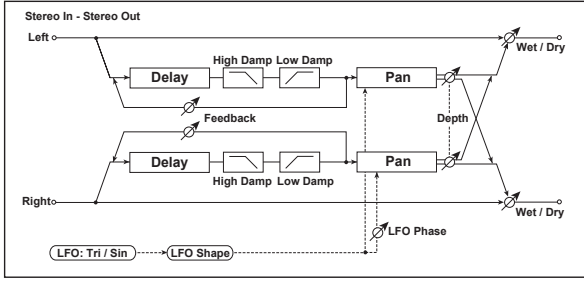 Stereo In - Stereo Out
Left
Wet / Dry
High Damp Low Damp
Delay
Pan
Feedback
Depth
Delay
Pan
High Damp Low Damp
Right
Wet / Dry
LFO Phase
LFO: Tri / Sin
LFO Shape